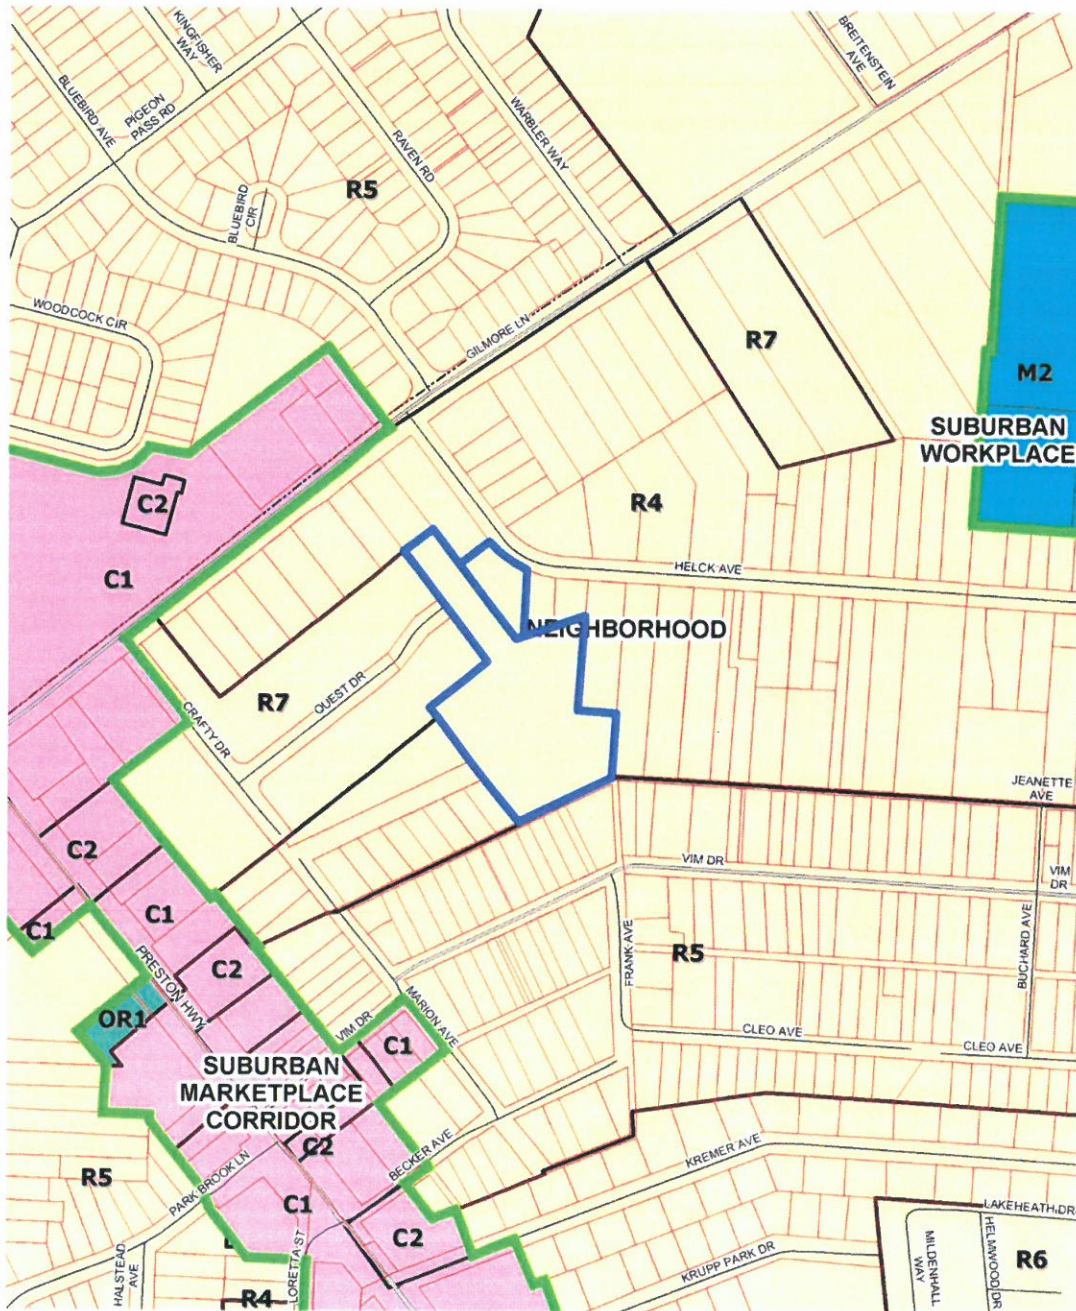 KINGFISHER
WAY
BREITENSTEIN
AVE
BLUEBIRD AVE
PIGEON
PASS RD
WARBLER WAY
RAVEN RD
R5
BLUEBIRD
CIR
WOODCOCK CIR
GILMORE LN
R7
M2
SUBURBAN
WORKPLACE
C2
R4
C1
HELCK AVE
NEIGHBORHOOD
R7
QUEST DR
CRAFTY DR
JEANETTE
AVE
C2
VIM DR
VIM
DR
C1
C1
FRANK AVE
BUCHARD AVE
R5
PRESTON HWY
C2
MARION AVE
OR1
VIM DR
C1
CLEO AVE
CLEO AVE
SUBURBAN
MARKETPLACE
CORRIDOR
C2
BECKER AVE
KREMER AVE
PARK BROOK LN
R5
C1
LAKEHEATH DR
C2
KRUPP PARK DR
HALSTEAD
AVE
LORETTA ST
MILDENHALL
WAY
HELMWOOD DR
R6
R4